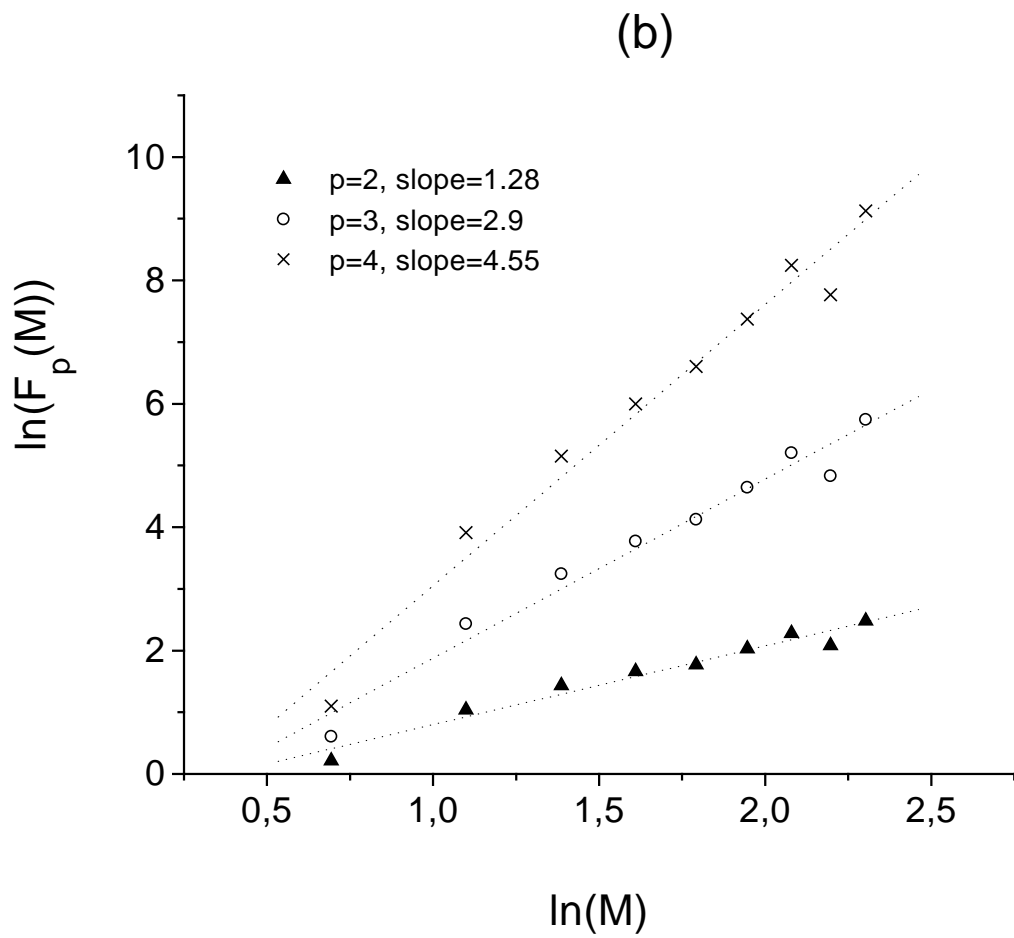 (b)
ln(F_p(M))
10
8
6
4
2
0
p=2, slope=1.28
p=3, slope=2.9
p=4, slope=4.55
0,5 1,0 1,5 2,0 2,5
ln(M)